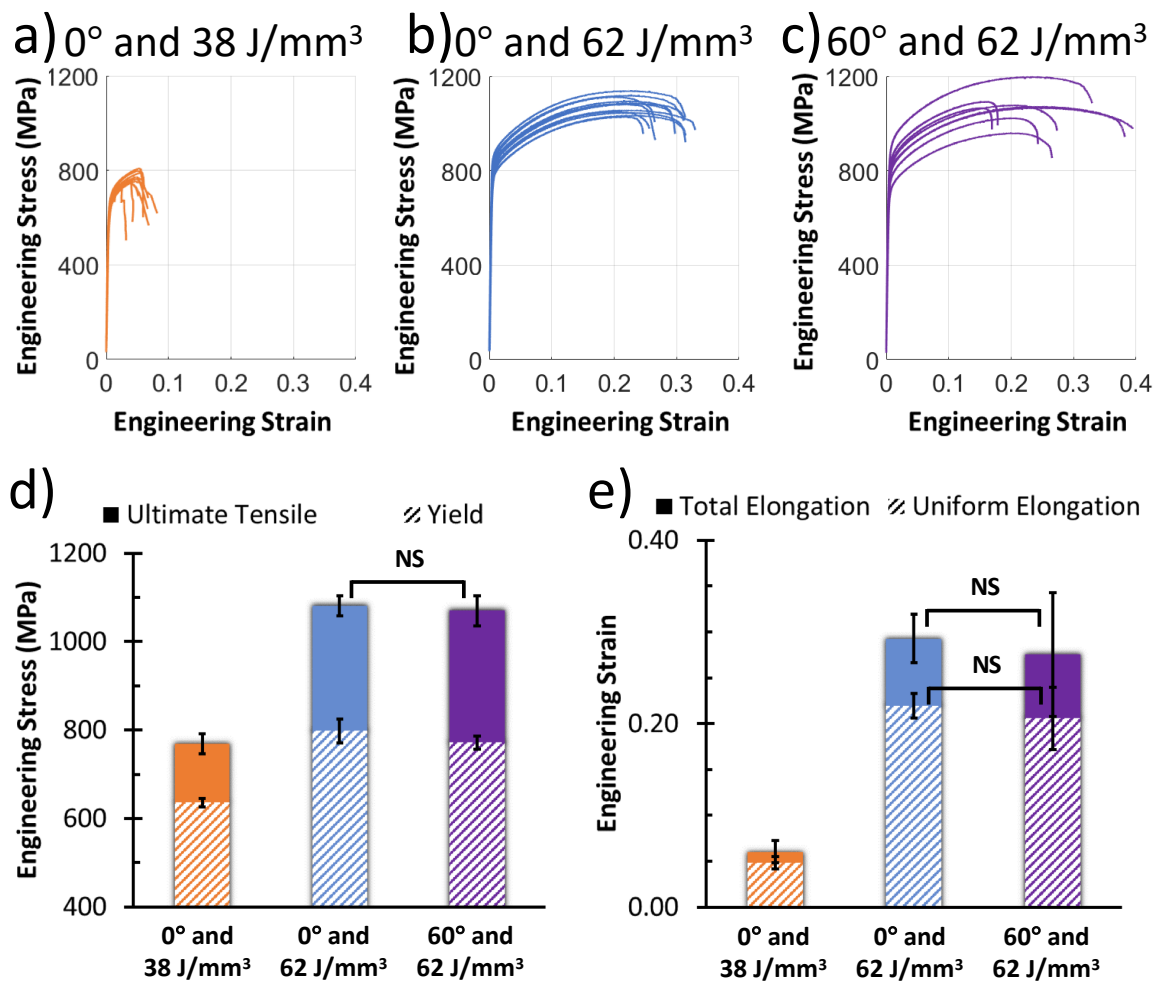 a) 0° and 38 J/mm³
b) 0° and 62 J/mm³
c) 60° and 62 J/mm³
Engineering Stress (MPa)
1200
800
400
0
0 0.1 0.2 0.3 0.4
Engineering Strain
Engineering Stress (MPa)
1200
800
400
0
0 0.1 0.2 0.3 0.4
Engineering Strain
Engineering Stress (MPa)
1200
800
400
0
0 0.1 0.2 0.3 0.4
Engineering Strain
d)
Ultimate Tensile Yield
Engineering Stress (MPa)
1200
1000
800
600
400
NS
0° and
38 J/mm³
0° and
62 J/mm³
60° and
62 J/mm³
e)
Total Elongation Uniform Elongation
Engineering Strain
0.40
0.20
0.00
NS
NS
0° and
38 J/mm³
0° and
62 J/mm³
60° and
62 J/mm³